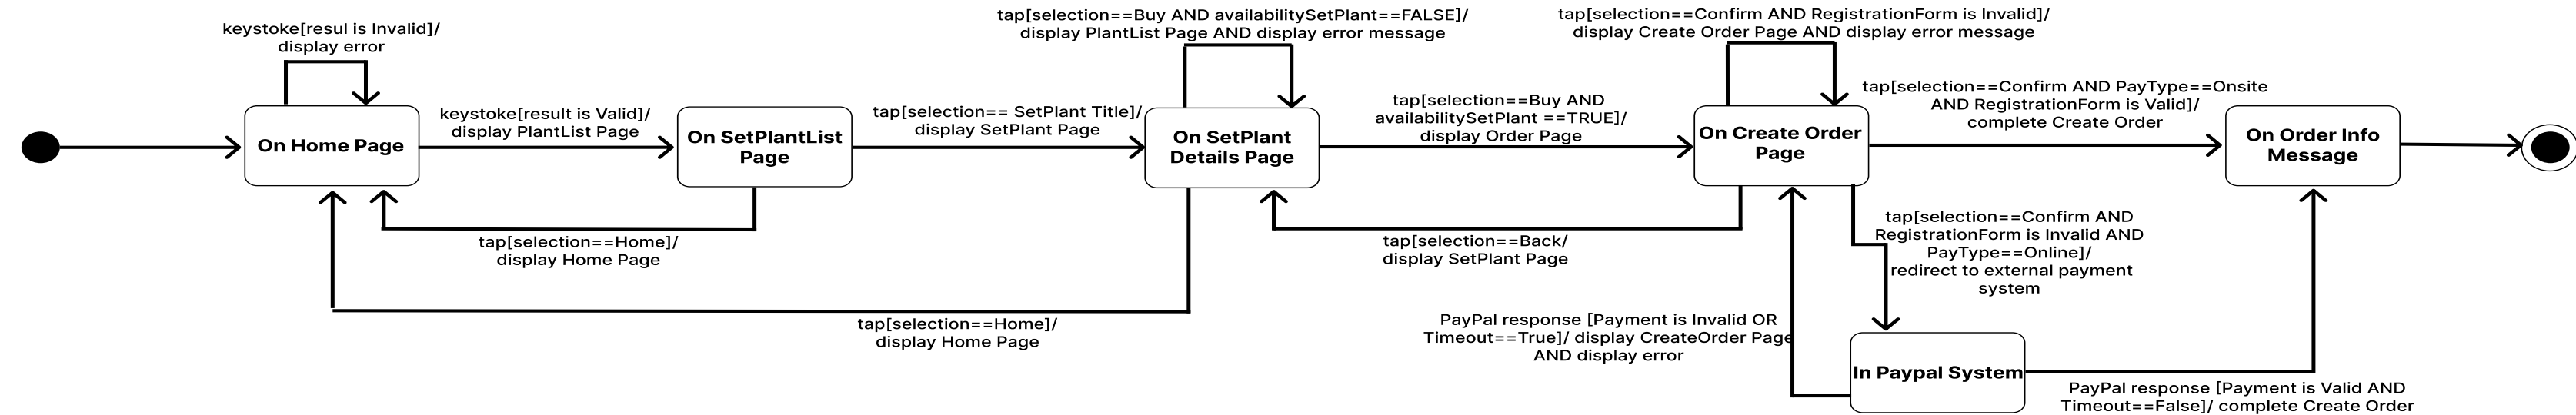 keystoke[resul is Invalid]/
display error
On Home Page
keystoke[result is Valid]/
display PlantList Page
On SetPlantList
Page
tap[selection==Home]/
display Home Page
tap[selection== SetPlant Title]/
display SetPlant Page
tap[selection==Buy AND availabilitySetPlant==FALSE]/
display PlantList Page AND display error message
On SetPlant
Details Page
tap[selection==Home]/
display Home Page
tap[selection==Buy AND
availabilitySetPlant ==TRUE]/
display Order Page
tap[selection==Back/
display SetPlant Page
tap[selection==Confirm AND RegistrationForm is Invalid]/
display Create Order Page AND display error message
On Create Order
Page
tap[selection==Confirm AND PayType==Onsite
AND RegistrationForm is Valid]/
complete Create Order
On Order Info
Message
tap[selection==Confirm AND
RegistrationForm is Invalid AND
PayType==Online]/
redirect to external payment
system
PayPal response [Payment is Invalid OR
Timeout==True]/ display CreateOrder Page
AND display error
In Paypal System
PayPal response [Payment is Valid AND
Timeout==False]/ complete Create Order